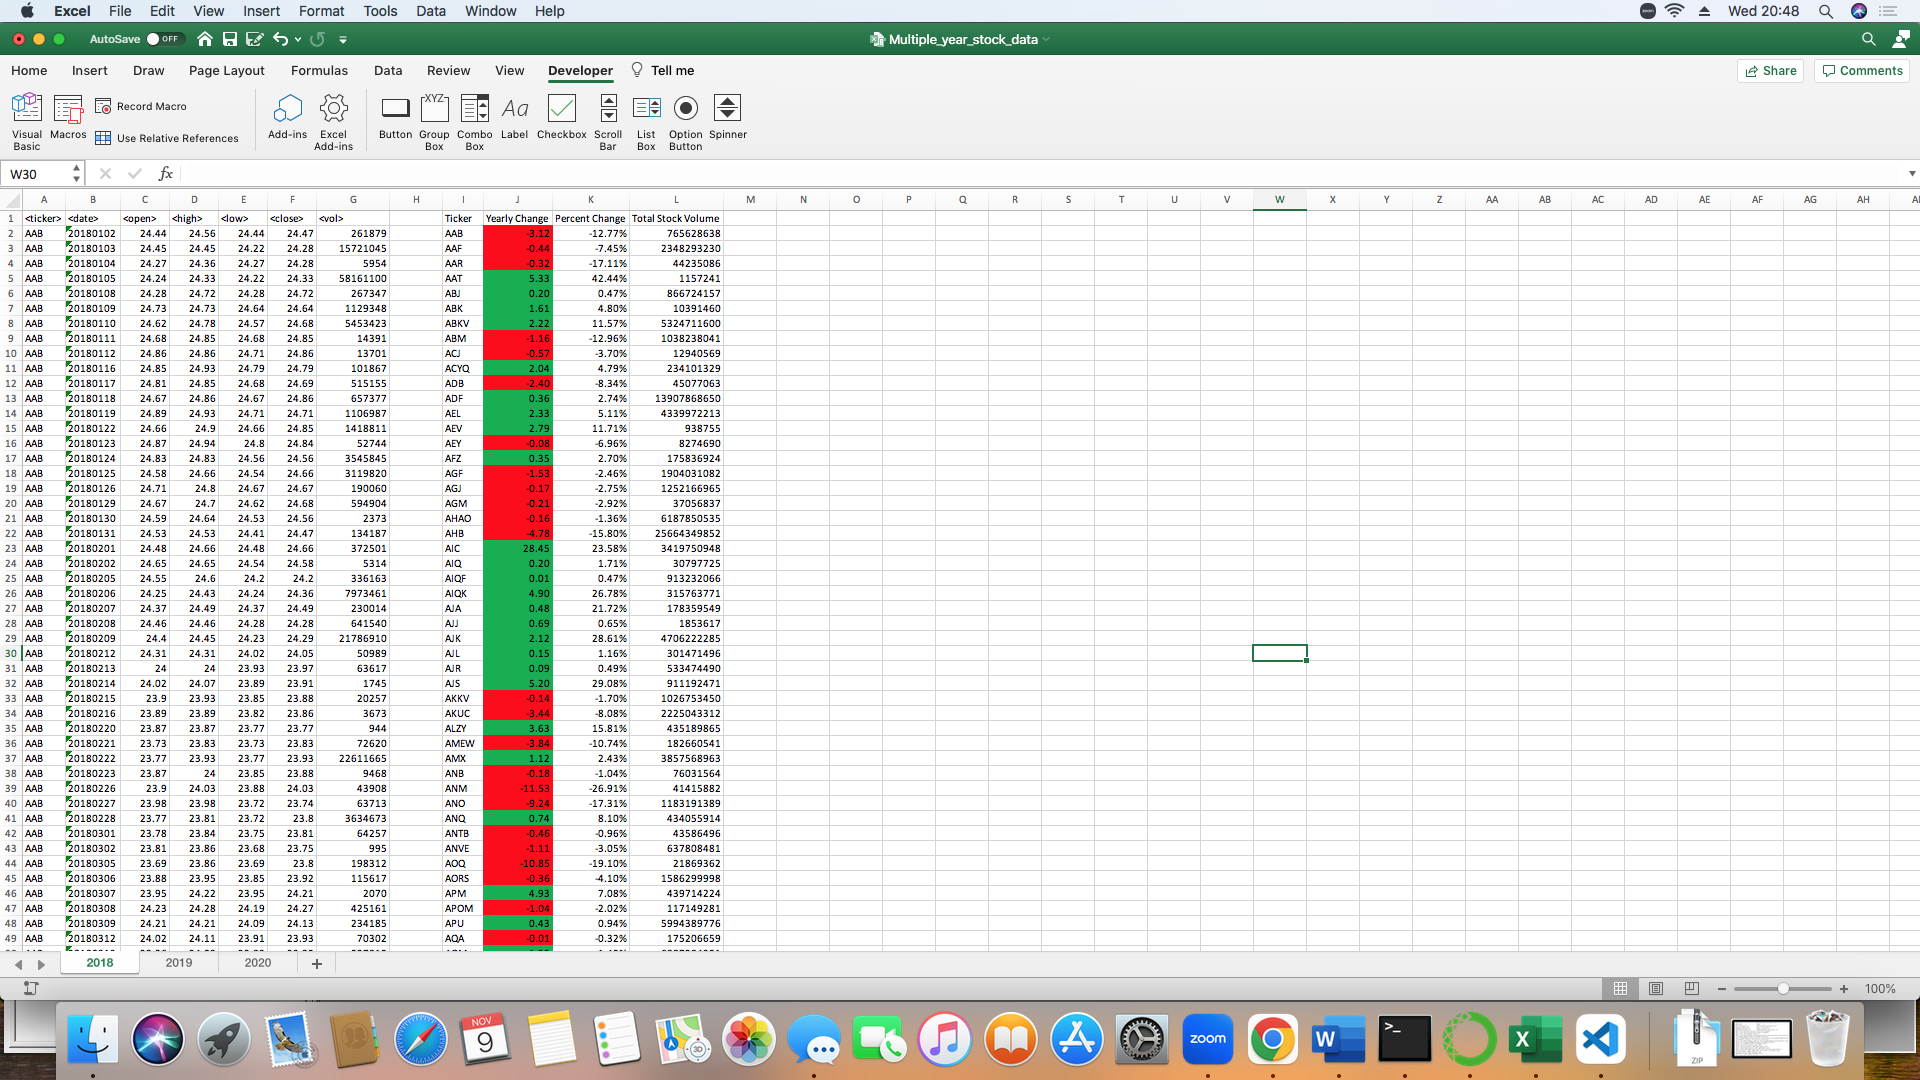 Excel File Edit View Insert Format Tools Data Window Help Wed 20:48
AutoSave OFF Multiple_year_stock_data
Home Insert Draw Page Layout Formulas Data Review View Developer Tell me Share Comments
Visual Basic Macros Record Macro Use Relative References Add-ins Excel Add-ins Button Group Box Combo Box Label Checkbox Scroll Bar List Box Option Button Spinner
W30 fx
A B C D E F G H I J K L M N O P Q R S T U V W X Y Z AA AB AC AD AE AF AG AH
1 <ticker> <date> <open> <high> <low> <close> <vol> Ticker Yearly Change Percent Change Total Stock Volume
2 AAB 20180102 24.44 24.56 24.44 24.47 261879 AAB -3.12 -12.77% 765628638
3 AAB 20180103 24.45 24.45 24.22 24.28 15721045 AAF -0.44 -7.45% 2348293230
4 AAB 20180104 24.27 24.36 24.27 24.28 5954 AAR -0.32 -17.11% 44235086
5 AAB 20180105 24.24 24.33 24.22 24.33 58161100 AAT 5.33 42.44% 1157241
6 AAB 20180108 24.28 24.72 24.28 24.72 267347 ABJ 0.20 0.47% 866724157
7 AAB 20180109 24.73 24.73 24.64 24.64 1129348 ABK 1.61 4.80% 10391460
8 AAB 20180110 24.62 24.78 24.57 24.68 5453423 ABKV 2.22 11.57% 5324711600
9 AAB 20180111 24.68 24.85 24.68 24.85 14391 ABM -1.16 -12.96% 1038238041
10 AAB 20180112 24.86 24.86 24.71 24.86 13701 ACJ -0.57 -3.70% 12940569
11 AAB 20180116 24.85 24.93 24.79 24.79 101867 ACYQ 2.04 4.79% 234101329
12 AAB 20180117 24.81 24.85 24.68 24.69 515155 ADB -2.40 -8.34% 45077063
13 AAB 20180118 24.67 24.86 24.67 24.86 657377 ADF 0.36 2.74% 13907868650
14 AAB 20180119 24.89 24.93 24.71 24.71 1106987 AEL 2.33 5.11% 4339972213
15 AAB 20180122 24.66 24.9 24.66 24.85 1418811 AEV 2.79 11.71% 938755
16 AAB 20180123 24.87 24.94 24.8 24.84 52744 AEY -0.08 -6.96% 8274690
17 AAB 20180124 24.83 24.83 24.56 24.56 3545845 AFZ 0.35 2.70% 175836924
18 AAB 20180125 24.58 24.66 24.54 24.66 3119820 AGF -1.53 -2.46% 1904031082
19 AAB 20180126 24.71 24.8 24.67 24.67 190060 AGJ -0.17 -2.75% 1252166965
20 AAB 20180129 24.67 24.7 24.62 24.68 594904 AGM -0.21 -2.92% 37056837
21 AAB 20180130 24.59 24.64 24.53 24.56 2373 AHAO -0.16 -1.36% 6187850535
22 AAB 20180131 24.53 24.53 24.41 24.47 134187 AHB -4.78 -15.80% 25664349852
23 AAB 20180201 24.48 24.66 24.48 24.66 372501 AIC 28.45 23.58% 3419750948
24 AAB 20180202 24.65 24.65 24.54 24.58 5314 AIQ 0.20 1.71% 30797725
25 AAB 20180205 24.55 24.6 24.2 24.2 336163 AIQF 0.01 0.47% 913232066
26 AAB 20180206 24.25 24.43 24.24 24.36 7973461 AIQK 4.90 26.78% 315763771
27 AAB 20180207 24.37 24.49 24.37 24.49 230014 AJA 0.48 21.72% 178359549
28 AAB 20180208 24.46 24.46 24.28 24.28 641540 AJJ 0.69 0.65% 1853617
29 AAB 20180209 24.4 24.45 24.23 24.29 21786910 AJK 2.12 28.61% 4706222285
30 AAB 20180212 24.31 24.31 24.02 24.05 50989 AJL 0.15 1.16% 301471496
31 AAB 20180213 24 24 23.93 23.97 63617 AJR 0.09 0.49% 533474490
32 AAB 20180214 24.02 24.07 23.89 23.91 1745 AJS 5.20 29.08% 911192471
33 AAB 20180215 23.9 23.93 23.85 23.88 20257 AKKV -0.14 -1.70% 1026753450
34 AAB 20180216 23.89 23.89 23.82 23.86 3673 AKUC -3.44 -8.08% 2225043312
35 AAB 20180220 23.87 23.87 23.77 23.77 944 ALZY 3.63 15.81% 435189865
36 AAB 20180221 23.73 23.83 23.73 23.83 72620 AMEW -3.84 -10.74% 182660541
37 AAB 20180222 23.77 23.93 23.77 23.93 22611665 AMX 1.12 2.43% 3857568963
38 AAB 20180223 23.87 24 23.85 23.88 9468 ANB -0.18 -1.04% 76031564
39 AAB 20180226 23.9 24.03 23.88 24.03 43908 ANM -11.53 -26.91% 41415882
40 AAB 20180227 23.98 23.98 23.72 23.74 63713 ANO -9.24 -17.31% 1183191389
41 AAB 20180228 23.77 23.81 23.72 23.8 3634673 ANQ 0.74 8.10% 434055914
42 AAB 20180301 23.78 23.84 23.75 23.81 64257 ANTB -0.46 -0.96% 43586496
43 AAB 20180302 23.81 23.86 23.68 23.75 995 ANVE -1.11 -3.05% 637808481
44 AAB 20180305 23.69 23.86 23.69 23.8 198312 AOQ -10.85 -19.10% 21869362
45 AAB 20180306 23.88 23.95 23.85 23.92 115617 AORS -0.36 -4.10% 1586299998
46 AAB 20180307 23.95 24.22 23.95 24.21 2070 APM 4.93 7.08% 439714224
47 AAB 20180308 24.23 24.28 24.19 24.27 425161 APOM -1.04 -2.02% 117149281
48 AAB 20180309 24.21 24.21 24.09 24.13 234185 APU 0.43 0.94% 5994389776
49 AAB 20180312 24.02 24.11 23.91 23.93 70302 AQA -0.01 -0.32% 175206659
2018 2019 2020 +
100%
NOV 9 3D zoom W >_ X ZIP